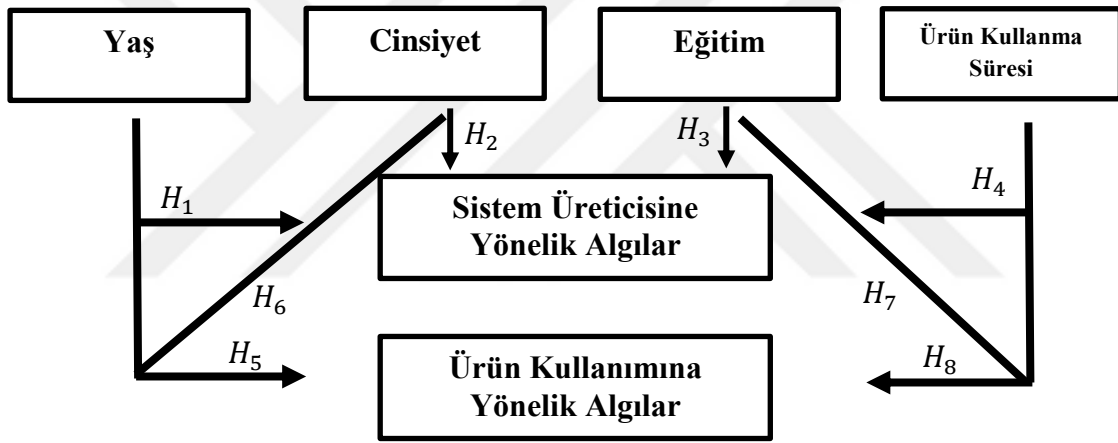 Yaş
Cinsiyet
Eğitim
Ürün Kullanma
Süresi
H₂
H₃
H₁
H₄
Sistem Üreticisine
Yönelik Algılar
H₆
H₇
H₅
H₈
Ürün Kullanımına
Yönelik Algılar